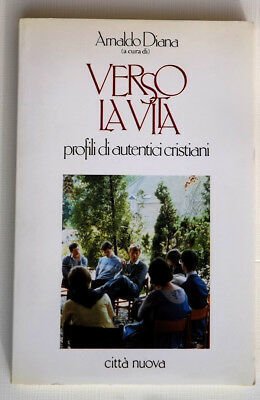 Arnaldo Diana
(a cura di)
VERSO
LA VITA
profili di autentici cristiani
città nuova